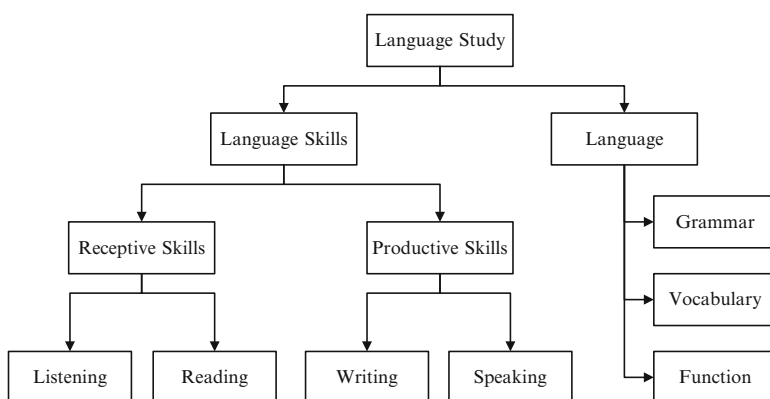 Language Study
Language Skills
Language
Grammar
Receptive Skills
Productive Skills
Vocabulary
Listening
Reading
Writing
Speaking
Function